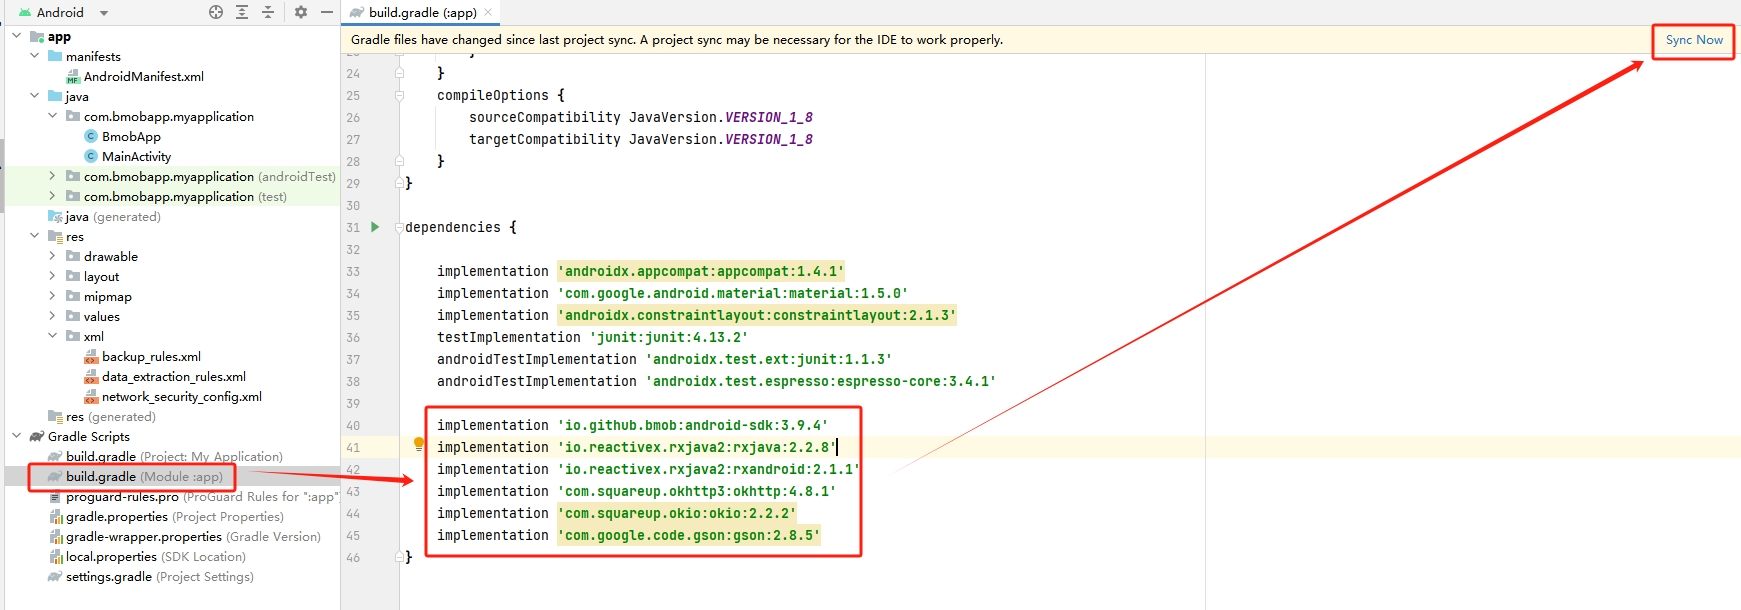 Android
app
manifests
AndroidManifest.xml
java
com.bmobapp.myapplication
BmobApp
MainActivity
com.bmobapp.myapplication (androidTest)
com.bmobapp.myapplication (test)
java (generated)
res
drawable
layout
mipmap
values
xml
backup_rules.xml
data_extraction_rules.xml
network_security_config.xml
res (generated)
Gradle Scripts
build.gradle (Project: My Application)
build.gradle (Module :app)
proguard-rules.pro (ProGuard Rules for ":app"
gradle.properties (Project Properties)
gradle-wrapper.properties (Gradle Version)
local.properties (SDK Location)
settings.gradle (Project Settings)
build.gradle (:app)
Gradle files have changed since last project sync. A project sync may be necessary for the IDE to work properly.
Sync Now
24 }
25 compileOptions {
26 sourceCompatibility JavaVersion.VERSION_1_8
27 targetCompatibility JavaVersion.VERSION_1_8
28 }
29 }
30
31 dependencies {
32
33 implementation 'androidx.appcompat:appcompat:1.4.1'
34 implementation 'com.google.android.material:material:1.5.0'
35 implementation 'androidx.constraintlayout:constraintlayout:2.1.3'
36 testImplementation 'junit:junit:4.13.2'
37 androidTestImplementation 'androidx.test.ext:junit:1.1.3'
38 androidTestImplementation 'androidx.test.espresso:espresso-core:3.4.1'
39
40 implementation 'io.github.bmob:android-sdk:3.9.4'
41 implementation 'io.reactivex.rxjava2:rxjava:2.2.8'
42 implementation 'io.reactivex.rxjava2:rxandroid:2.1.1'
43 implementation 'com.squareup.okhttp3:okhttp:4.8.1'
44 implementation 'com.squareup.okio:okio:2.2.2'
45 implementation 'com.google.code.gson:gson:2.8.5'
46 }